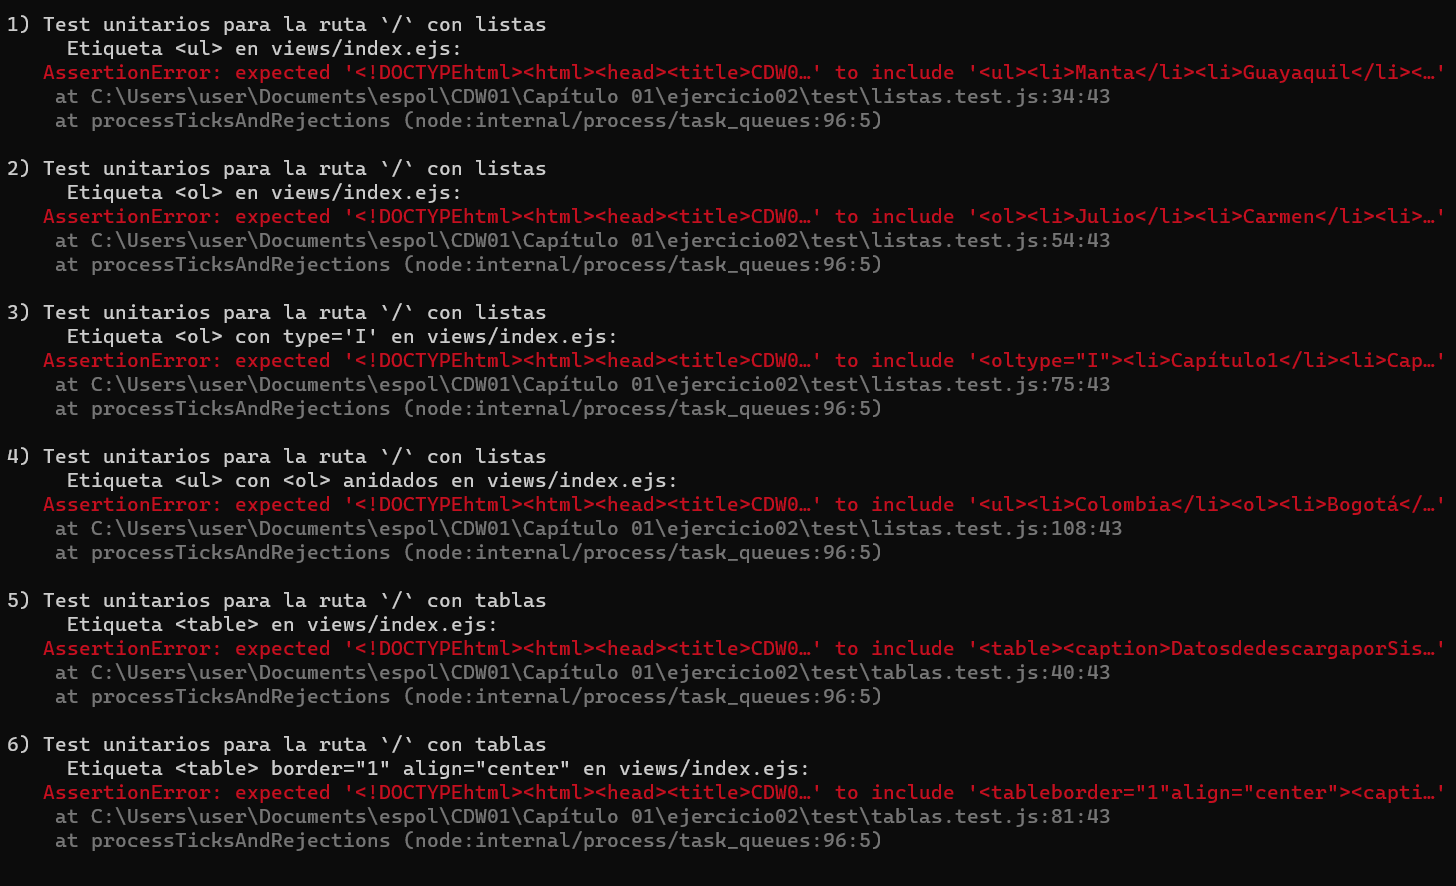 1) Test unitarios para la ruta `/` con listas
Etiqueta <ul> en views/index.ejs:
AssertionError: expected '<!DOCTYPEhtml><html><head><title>CDW0…' to include '<ul><li>Manta</li><li>Guayaquil</li><…'
at C:\Users\user\Documents\espol\CDW01\Capítulo 01\ejercicio02\test\listas.test.js:34:43
at processTicksAndRejections (node:internal/process/task_queues:96:5)
2) Test unitarios para la ruta `/` con listas
Etiqueta <ol> en views/index.ejs:
AssertionError: expected '<!DOCTYPEhtml><html><head><title>CDW0…' to include '<ol><li>Julio</li><li>Carmen</li><li>…'
at C:\Users\user\Documents\espol\CDW01\Capítulo 01\ejercicio02\test\listas.test.js:54:43
at processTicksAndRejections (node:internal/process/task_queues:96:5)
3) Test unitarios para la ruta `/` con listas
Etiqueta <ol> con type='I' en views/index.ejs:
AssertionError: expected '<!DOCTYPEhtml><html><head><title>CDW0…' to include '<oltype="I"><li>Capítulo1</li><li>Cap…'
at C:\Users\user\Documents\espol\CDW01\Capítulo 01\ejercicio02\test\listas.test.js:75:43
at processTicksAndRejections (node:internal/process/task_queues:96:5)
4) Test unitarios para la ruta `/` con listas
Etiqueta <ul> con <ol> anidados en views/index.ejs:
AssertionError: expected '<!DOCTYPEhtml><html><head><title>CDW0…' to include '<ul><li>Colombia</li><ol><li>Bogotá</…'
at C:\Users\user\Documents\espol\CDW01\Capítulo 01\ejercicio02\test\listas.test.js:108:43
at processTicksAndRejections (node:internal/process/task_queues:96:5)
5) Test unitarios para la ruta `/` con tablas
Etiqueta <table> en views/index.ejs:
AssertionError: expected '<!DOCTYPEhtml><html><head><title>CDW0…' to include '<table><caption>DatosdedescargaporSis…'
at C:\Users\user\Documents\espol\CDW01\Capítulo 01\ejercicio02\test\tablas.test.js:40:43
at processTicksAndRejections (node:internal/process/task_queues:96:5)
6) Test unitarios para la ruta `/` con tablas
Etiqueta <table> border="1" align="center" en views/index.ejs:
AssertionError: expected '<!DOCTYPEhtml><html><head><title>CDW0…' to include '<tableborder="1"align="center"><capti…'
at C:\Users\user\Documents\espol\CDW01\Capítulo 01\ejercicio02\test\tablas.test.js:81:43
at processTicksAndRejections (node:internal/process/task_queues:96:5)